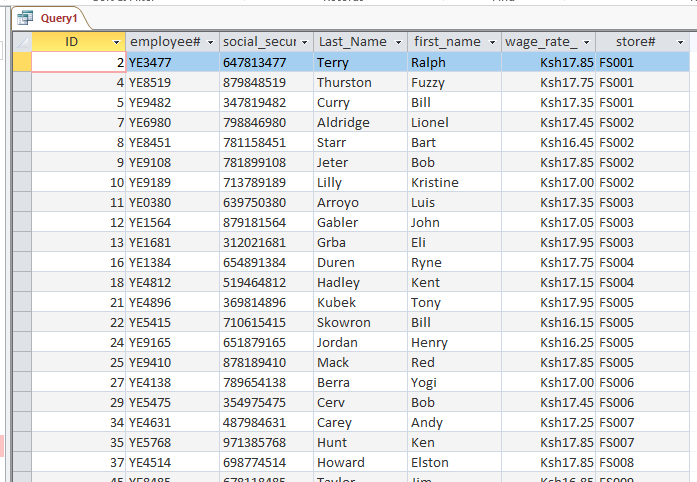 Query1
ID employee# social_secur Last_Name first_name wage_rate_ store#
2 YE3477 647813477 Terry Ralph Ksh17.85 FS001
4 YE8519 879848519 Thurston Fuzzy Ksh17.75 FS001
5 YE9482 347819482 Curry Bill Ksh17.35 FS001
7 YE6980 798846980 Aldridge Lionel Ksh17.45 FS002
8 YE8451 781158451 Starr Bart Ksh16.45 FS002
9 YE9108 781899108 Jeter Bob Ksh17.85 FS002
10 YE9189 713789189 Lilly Kristine Ksh17.00 FS002
11 YE0380 639750380 Arroyo Luis Ksh17.35 FS003
12 YE1564 879181564 Gabler John Ksh17.05 FS003
13 YE1681 312021681 Grba Eli Ksh17.95 FS003
16 YE1384 654891384 Duren Ryne Ksh17.75 FS004
18 YE4812 519464812 Hadley Kent Ksh17.15 FS004
21 YE4896 369814896 Kubek Tony Ksh17.95 FS005
22 YE5415 710615415 Skowron Bill Ksh16.15 FS005
24 YE9165 651879165 Jordan Henry Ksh16.25 FS005
25 YE9410 878189410 Mack Red Ksh17.85 FS005
27 YE4138 789654138 Berra Yogi Ksh17.00 FS006
29 YE5475 354975475 Cerv Bob Ksh17.45 FS006
34 YE4631 487984631 Carey Andy Ksh17.25 FS007
35 YE5768 971385768 Hunt Ken Ksh17.85 FS007
37 YE4514 698774514 Howard Elston Ksh17.85 FS008